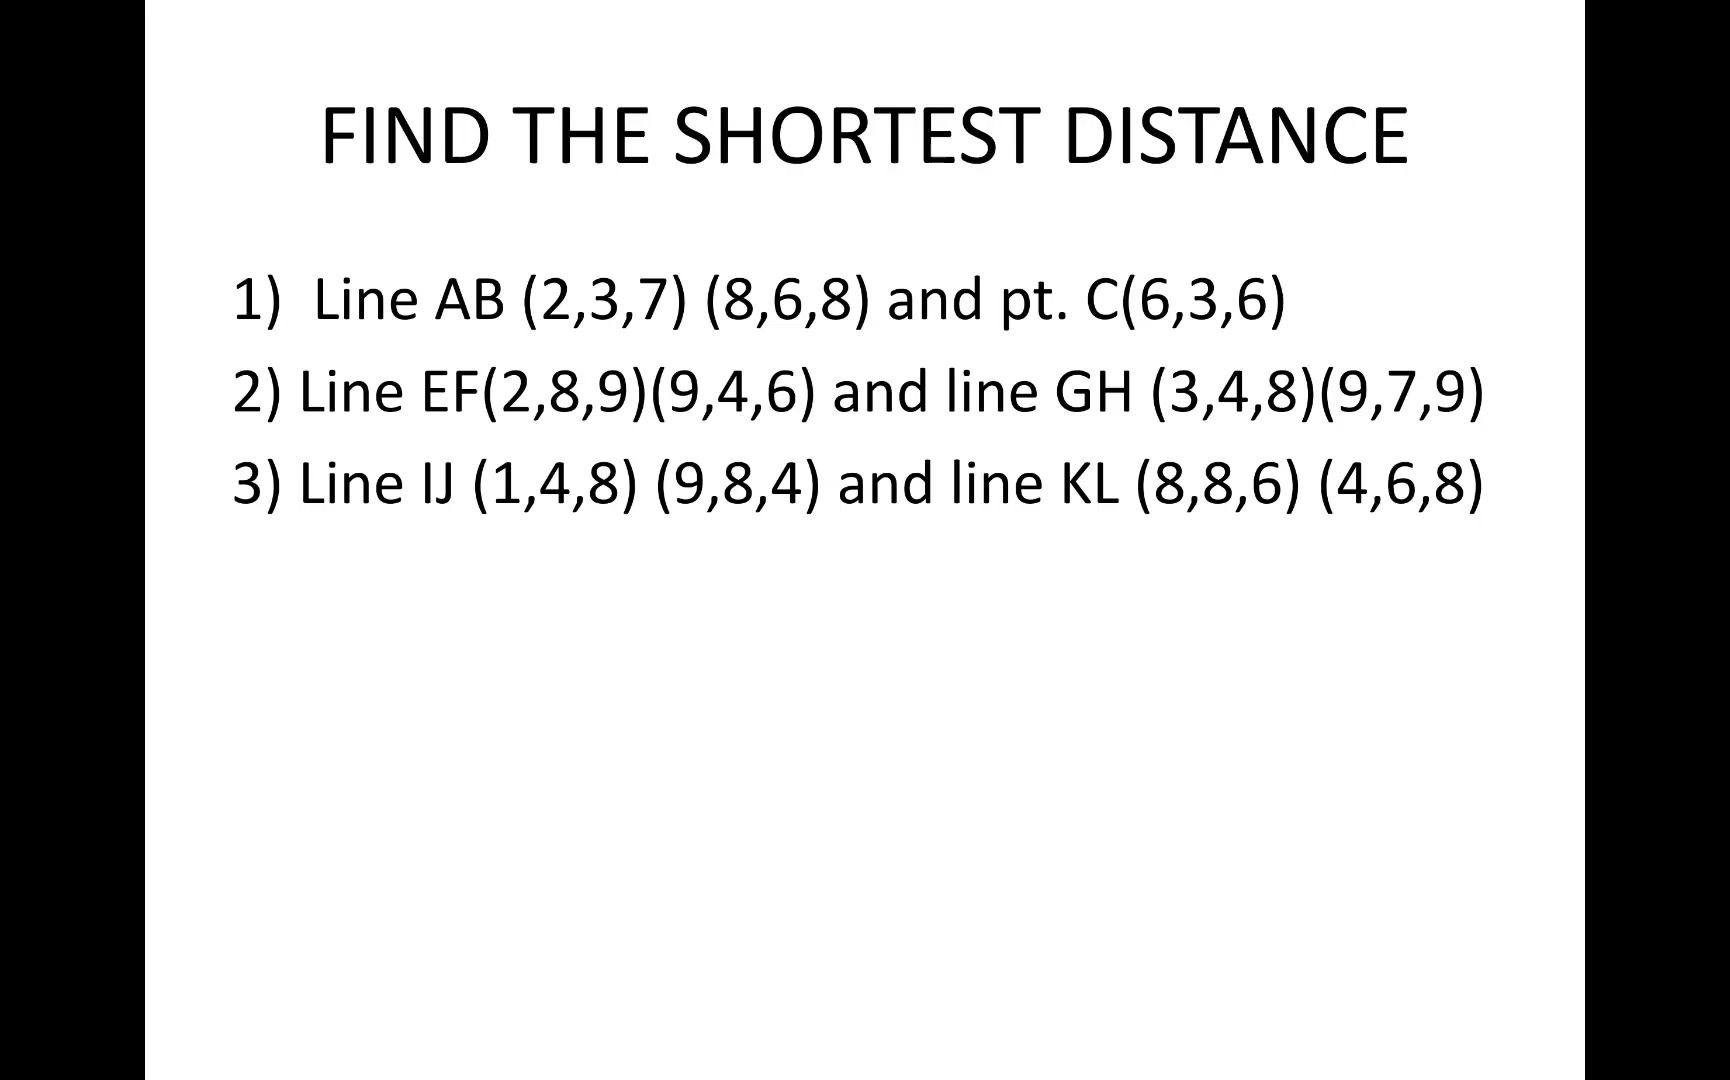 FIND THE SHORTEST DISTANCE
1) Line AB (2,3,7) (8,6,8) and pt. C(6,3,6)
2) Line EF(2,8,9)(9,4,6) and line GH (3,4,8)(9,7,9)
3) Line IJ (1,4,8) (9,8,4) and line KL (8,8,6) (4,6,8)